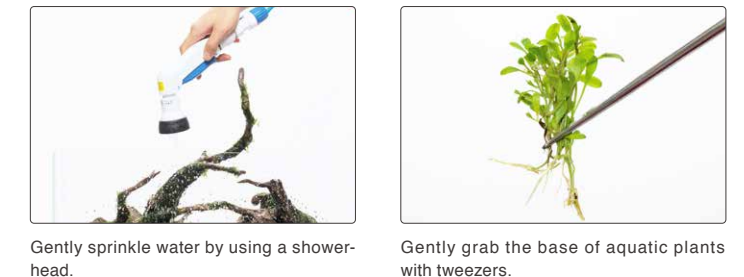 Gently sprinkle water by using a shower-
head.
Gently grab the base of aquatic plants
with tweezers.